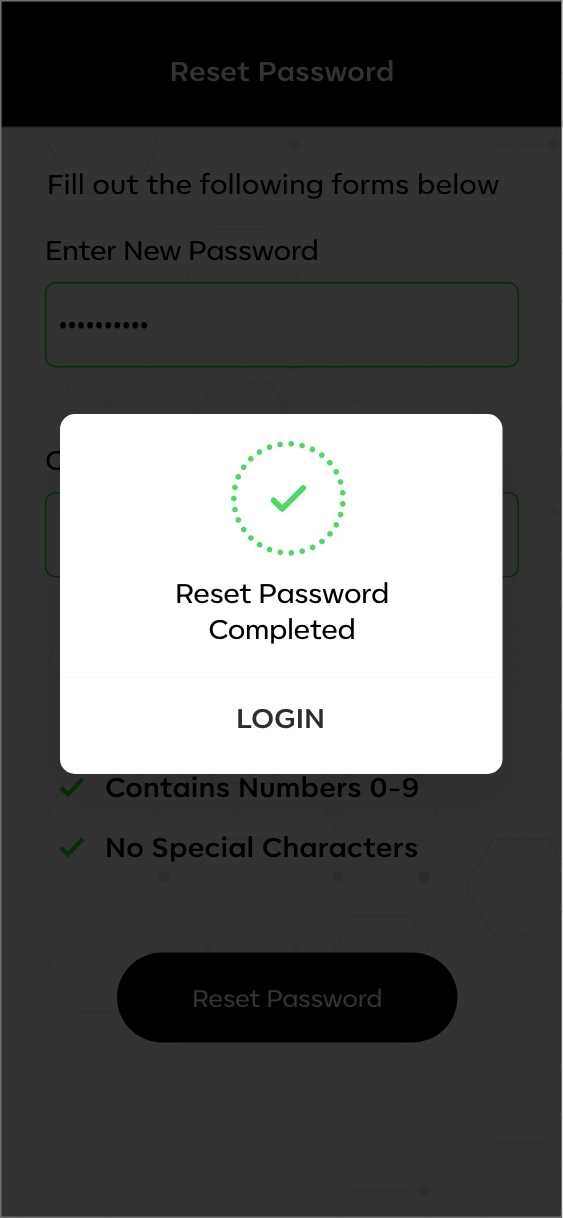 Reset Password
Fill out the following forms below
Enter New Password
••••••••••
Reset Password
Completed
LOGIN
Contains Numbers 0-9
No Special Characters
Reset Password